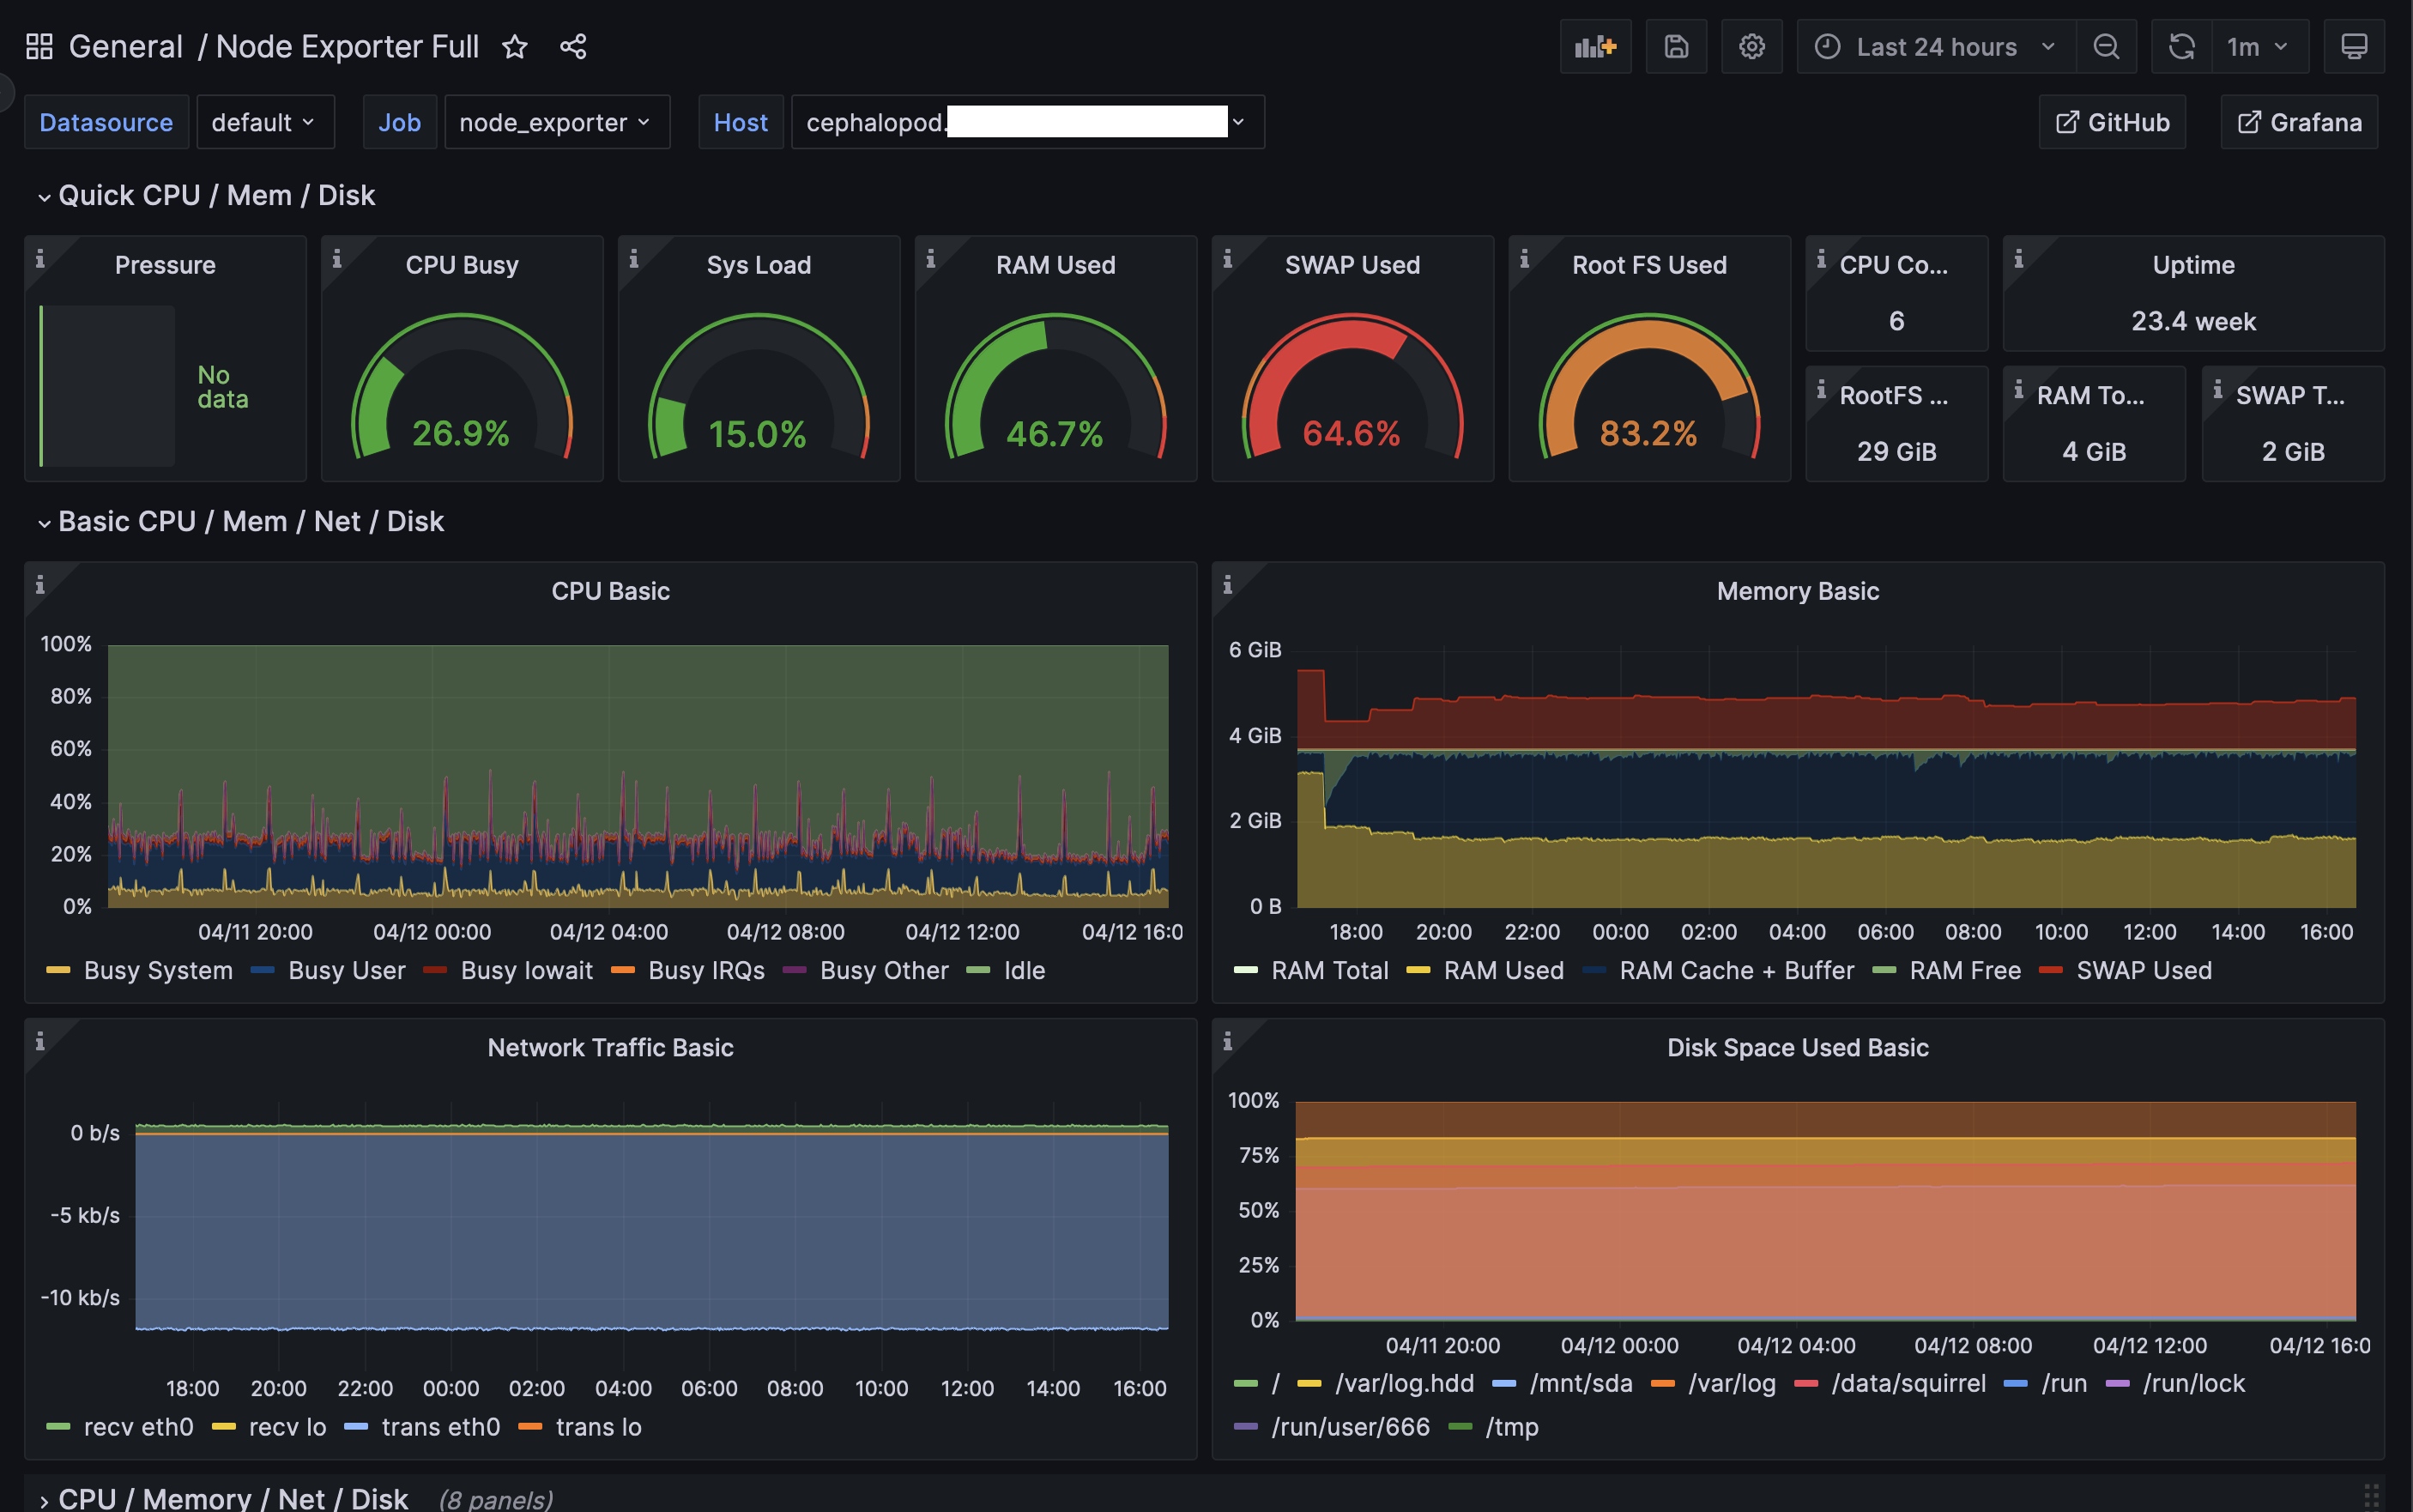 General / Node Exporter Full
Last 24 hours
1m
Datasource
default
Job
node_exporter
Host
cephalopod.
GitHub
Grafana
Quick CPU / Mem / Disk
Pressure
No
data
CPU Busy
26.9%
Sys Load
15.0%
RAM Used
46.7%
SWAP Used
64.6%
Root FS Used
83.2%
CPU Co...
6
Uptime
23.4 week
RootFS ...
29 GiB
RAM To...
4 GiB
SWAP T...
2 GiB
Basic CPU / Mem / Net / Disk
CPU Basic
100%
80%
60%
40%
20%
0%
04/11 20:00 04/12 00:00 04/12 04:00 04/12 08:00 04/12 12:00 04/12 16:0
Busy System Busy User Busy Iowait Busy IRQs Busy Other Idle
Memory Basic
6 GiB
4 GiB
2 GiB
0 B
18:00 20:00 22:00 00:00 02:00 04:00 06:00 08:00 10:00 12:00 14:00 16:00
RAM Total RAM Used RAM Cache + Buffer RAM Free SWAP Used
Network Traffic Basic
0 b/s
-5 kb/s
-10 kb/s
18:00 20:00 22:00 00:00 02:00 04:00 06:00 08:00 10:00 12:00 14:00 16:00
recv eth0 recv lo trans eth0 trans lo
Disk Space Used Basic
100%
75%
50%
25%
0%
04/11 20:00 04/12 00:00 04/12 04:00 04/12 08:00 04/12 12:00 04/12 16:0
/ /var/log.hdd /mnt/sda /var/log /data/squirrel /run /run/lock
/run/user/666 /tmp
CPU / Memory / Net / Disk (8 panels)